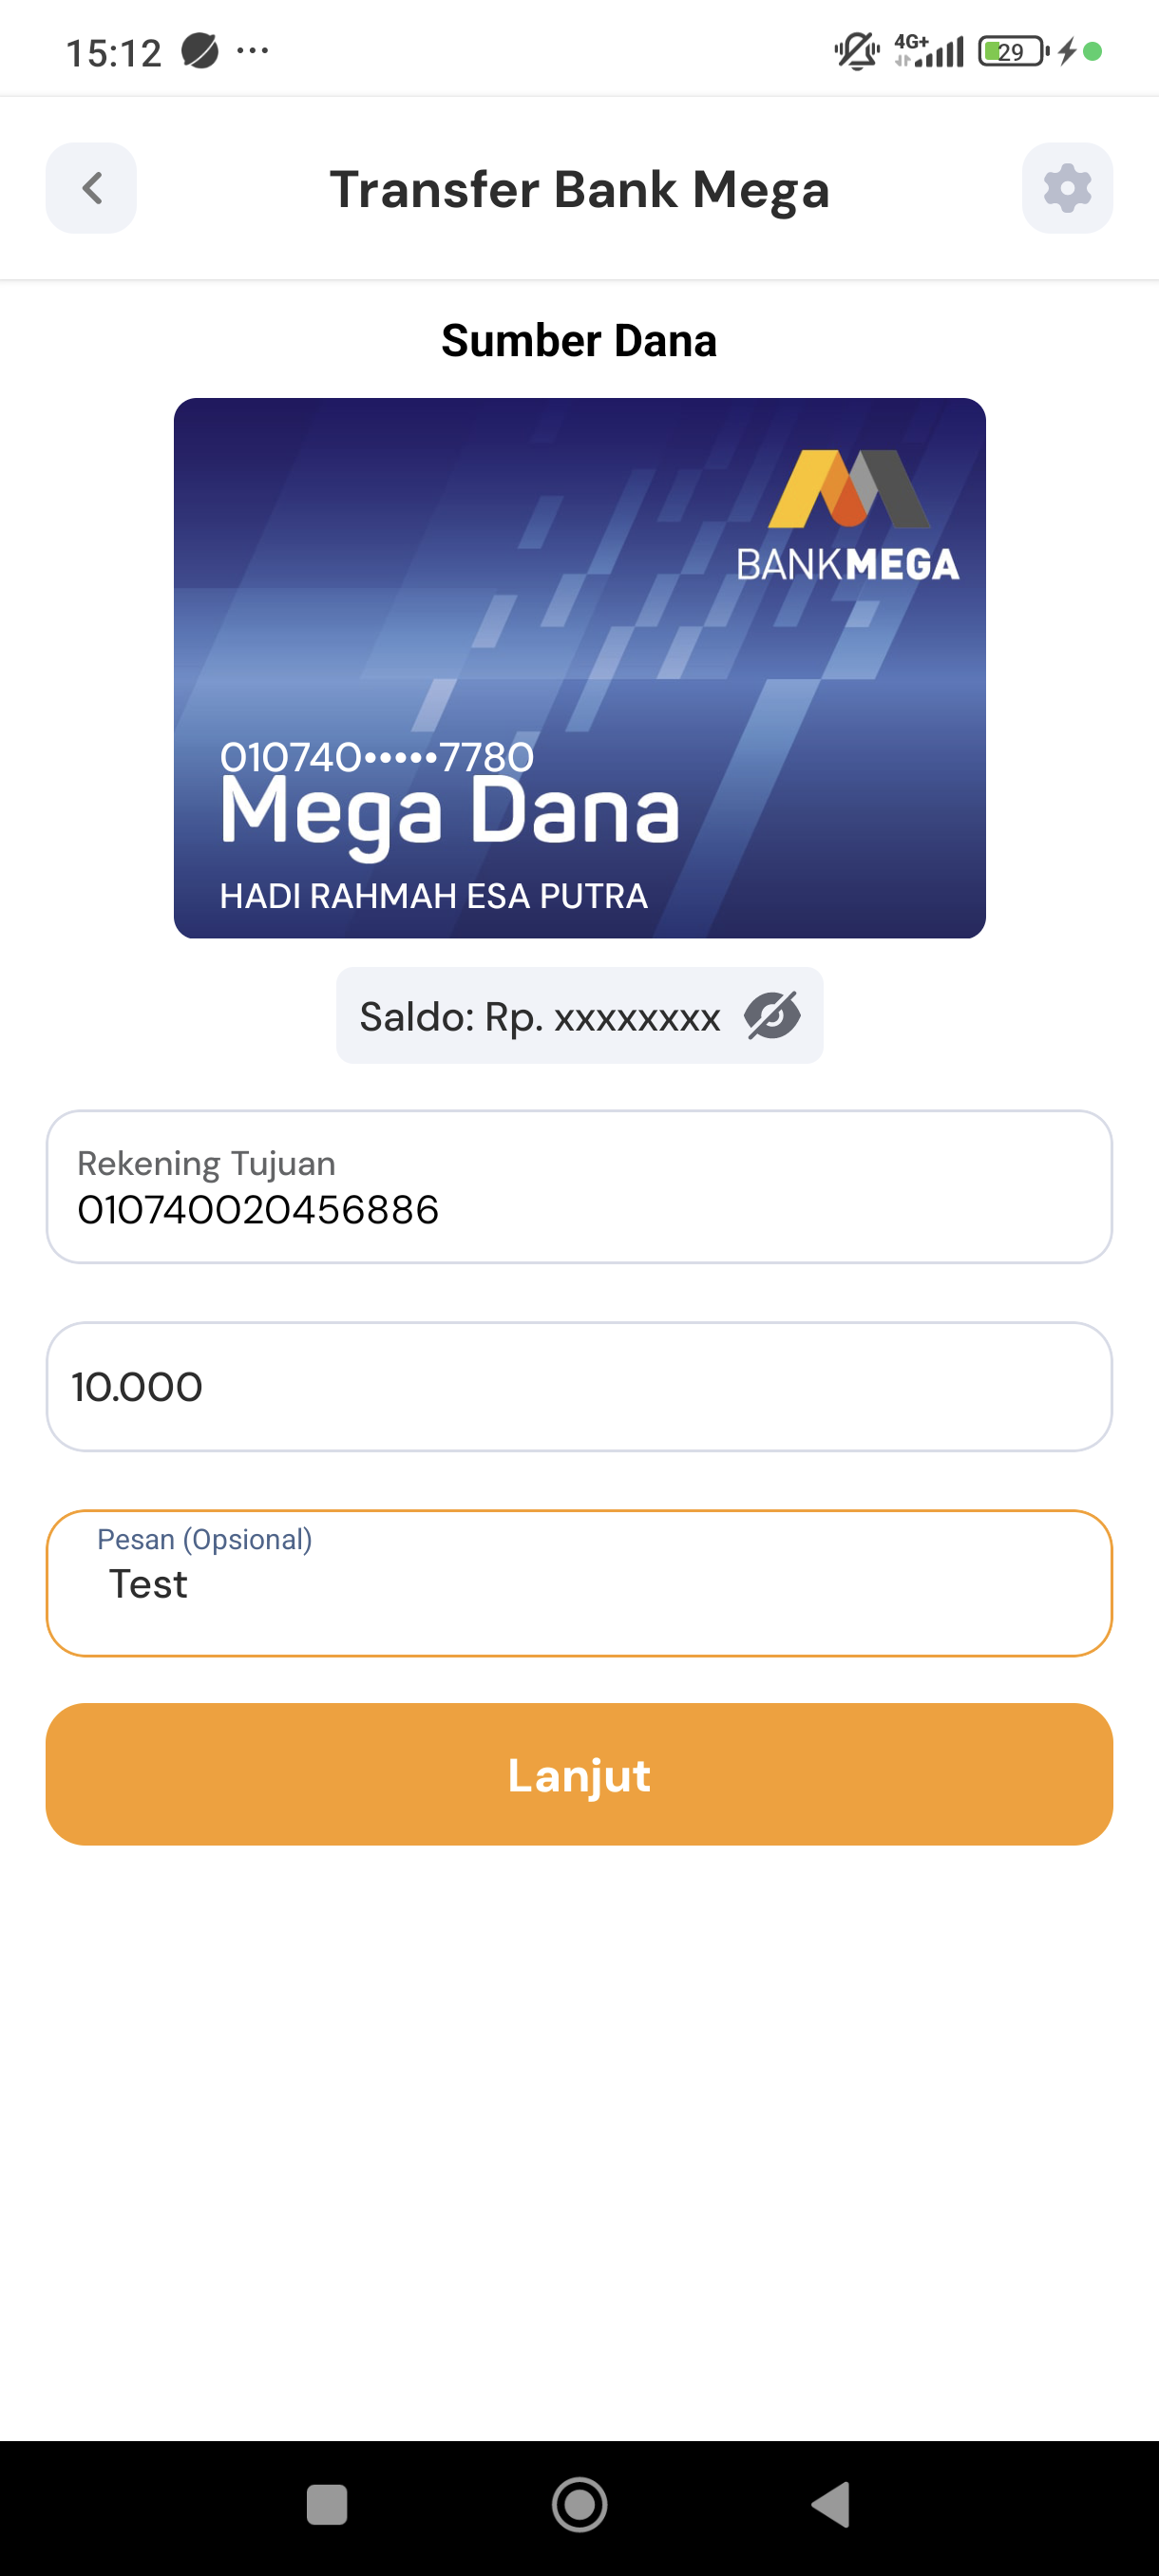 15:12 ...
4G+ 29
Transfer Bank Mega
Sumber Dana
BANKMEGA
010740•••••7780
Mega Dana
HADI RAHMAH ESA PUTRA
Saldo: Rp. xxxxxxxx
Rekening Tujuan
010740020456886
10.000
Pesan (Opsional)
Test
Lanjut